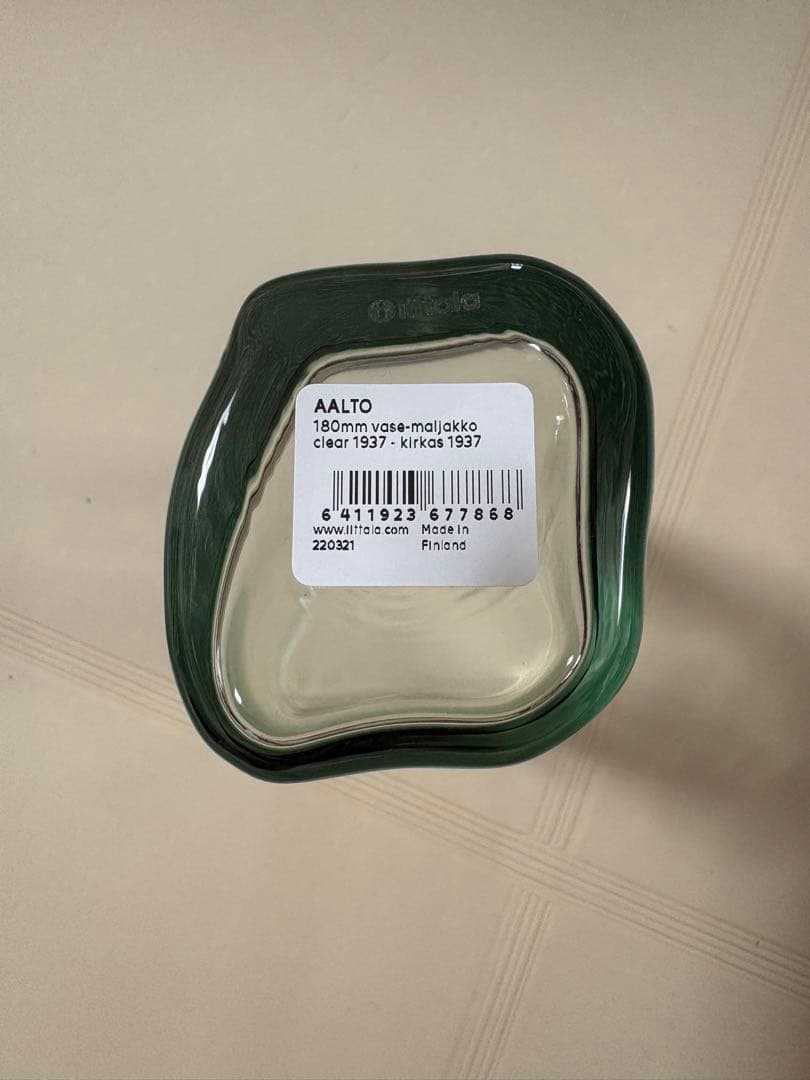 iittala
AALTO
180mm vase-maljakko
clear 1937 - kirkas 1937
6 411923 677868
www.iittala.com Made in
220321 Finland